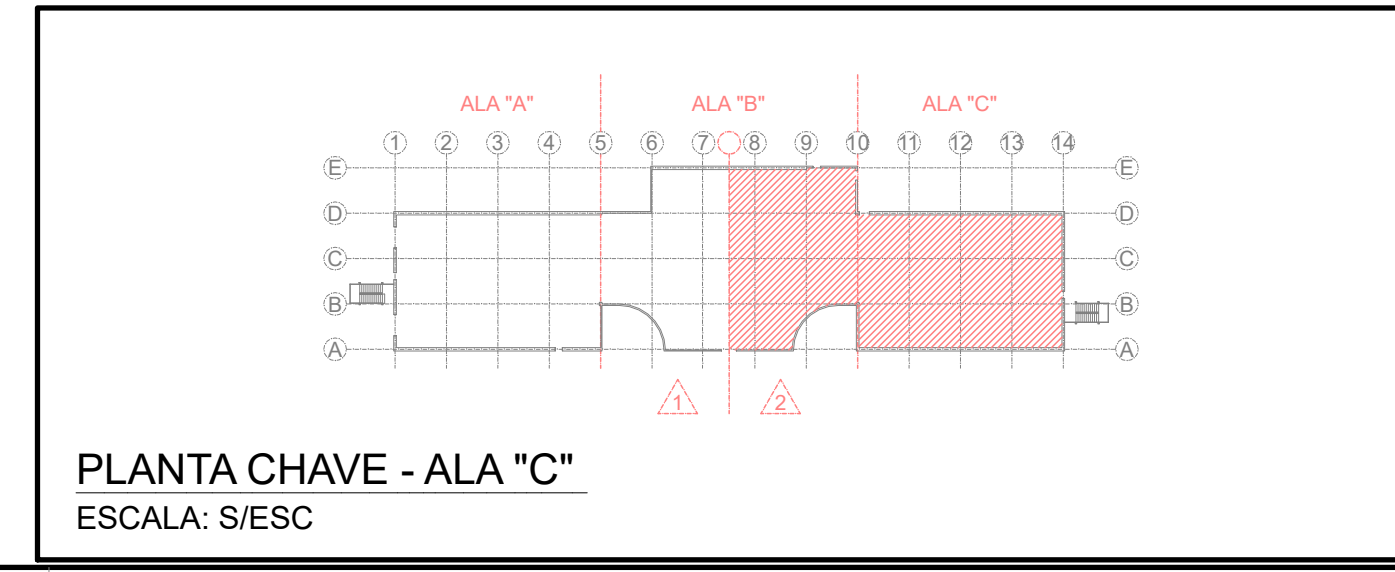 ALA "A" ALA "B" ALA "C"
1 2 3 4 5 6 7 8 9 10 11 12 13 14
E E
D D
C C
B B
A A
1 2
PLANTA CHAVE - ALA "C"
ESCALA: S/ESC